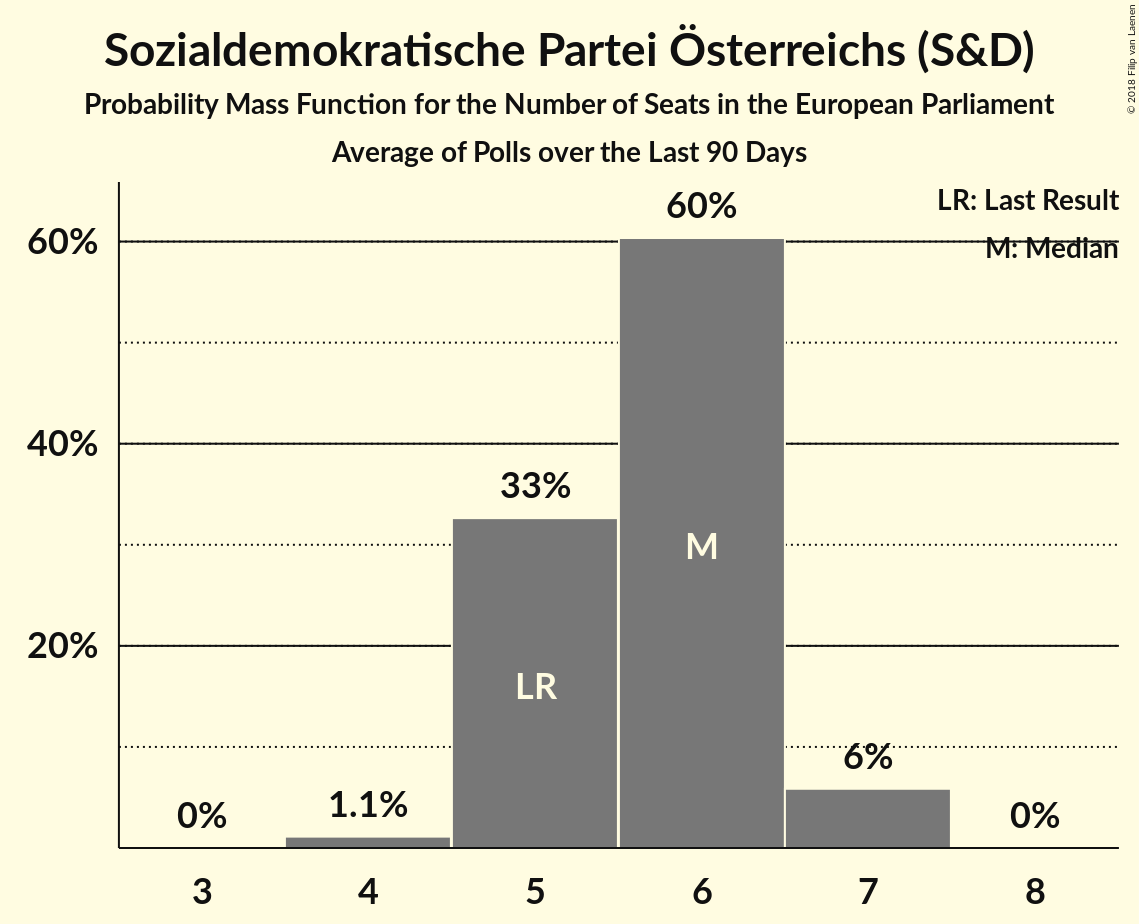 Sozialdemokratische Partei Österreichs (S&D)
Probability Mass Function for the Number of Seats in the European Parliament
Average of Polls over the Last 90 Days
© 2018 Filip van Laenen
LR: Last Result
M: Median
60%
40%
20%
0%
1.1%
33%
60%
6%
0%
LR
M
3 4 5 6 7 8